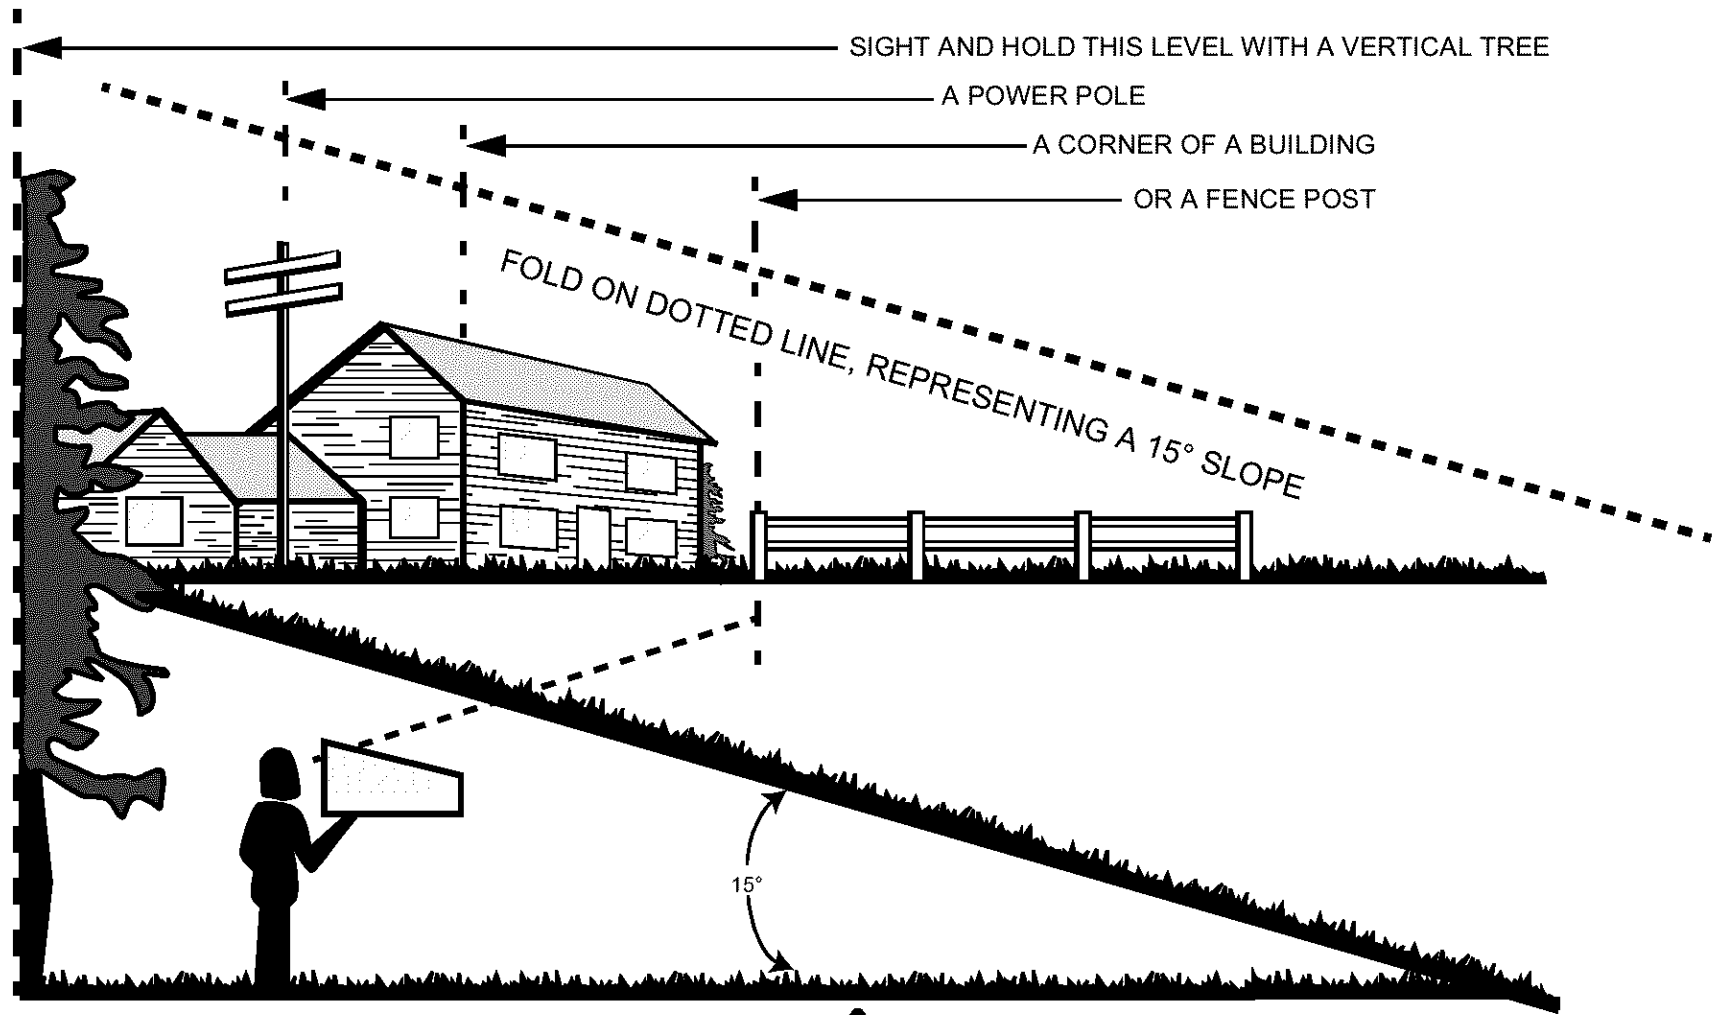 SIGHT AND HOLD THIS LEVEL WITH A VERTICAL TREE
A POWER POLE
A CORNER OF A BUILDING
OR A FENCE POST
FOLD ON DOTTED LINE, REPRESENTING A 15° SLOPE
15°